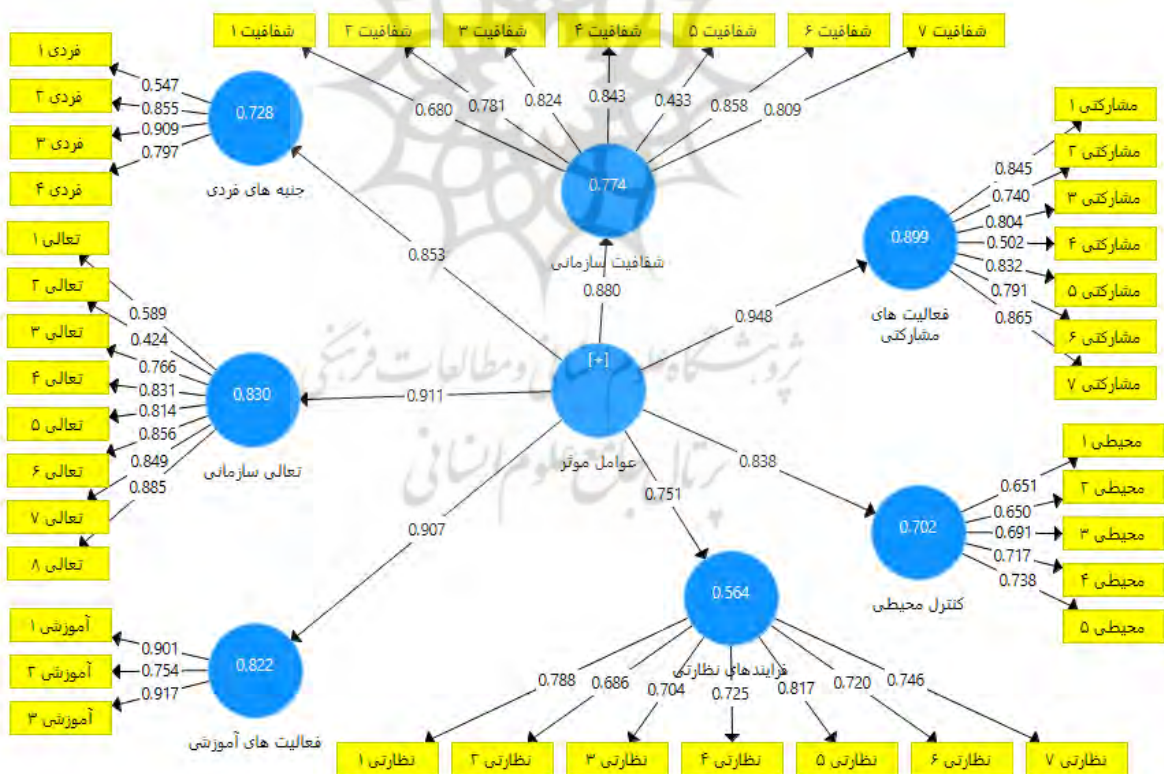 شفافیت ۱
شفافیت ۲
شفافیت ۳
شفافیت ۴
شفافیت ۵
شفافیت ۶
شفافیت ۷
0.680
0.781
0.824
0.843
0.433
0.858
0.809
0.774
شفافیت سازمانی
0.880
فردی ۱
فردی ۲
فردی ۳
فردی ۴
0.547
0.855
0.909
0.797
0.728
جنبه های فردی
0.853
مشارکتی ۱
مشارکتی ۲
مشارکتی ۳
مشارکتی ۴
مشارکتی ۵
مشارکتی ۶
مشارکتی ۷
0.845
0.740
0.804
0.502
0.832
0.791
0.865
0.899
فعالیت های
مشارکتی
0.948
تعالی ۱
تعالی ۲
تعالی ۳
تعالی ۴
تعالی ۵
تعالی ۶
تعالی ۷
تعالی ۸
0.589
0.424
0.766
0.831
0.814
0.856
0.849
0.885
0.830
تعالی سازمانی
0.911
[+]
عوامل موثر
پژوهشگاه علوم انسانی و مطالعات فرهنگی
پرتال جامع علوم انسانی
محیطی ۱
محیطی ۲
محیطی ۳
محیطی ۴
محیطی ۵
0.651
0.650
0.691
0.717
0.738
0.702
کنترل محیطی
0.838
0.751
0.907
آموزشی ۱
آموزشی ۲
آموزشی ۳
0.901
0.754
0.917
0.822
فعالیت های آموزشی
0.564
فرایندهای نظارتی
0.788
0.686
0.704
0.725
0.817
0.720
0.746
نظارتی ۱
نظارتی ۲
نظارتی ۳
نظارتی ۴
نظارتی ۵
نظارتی ۶
نظارتی ۷